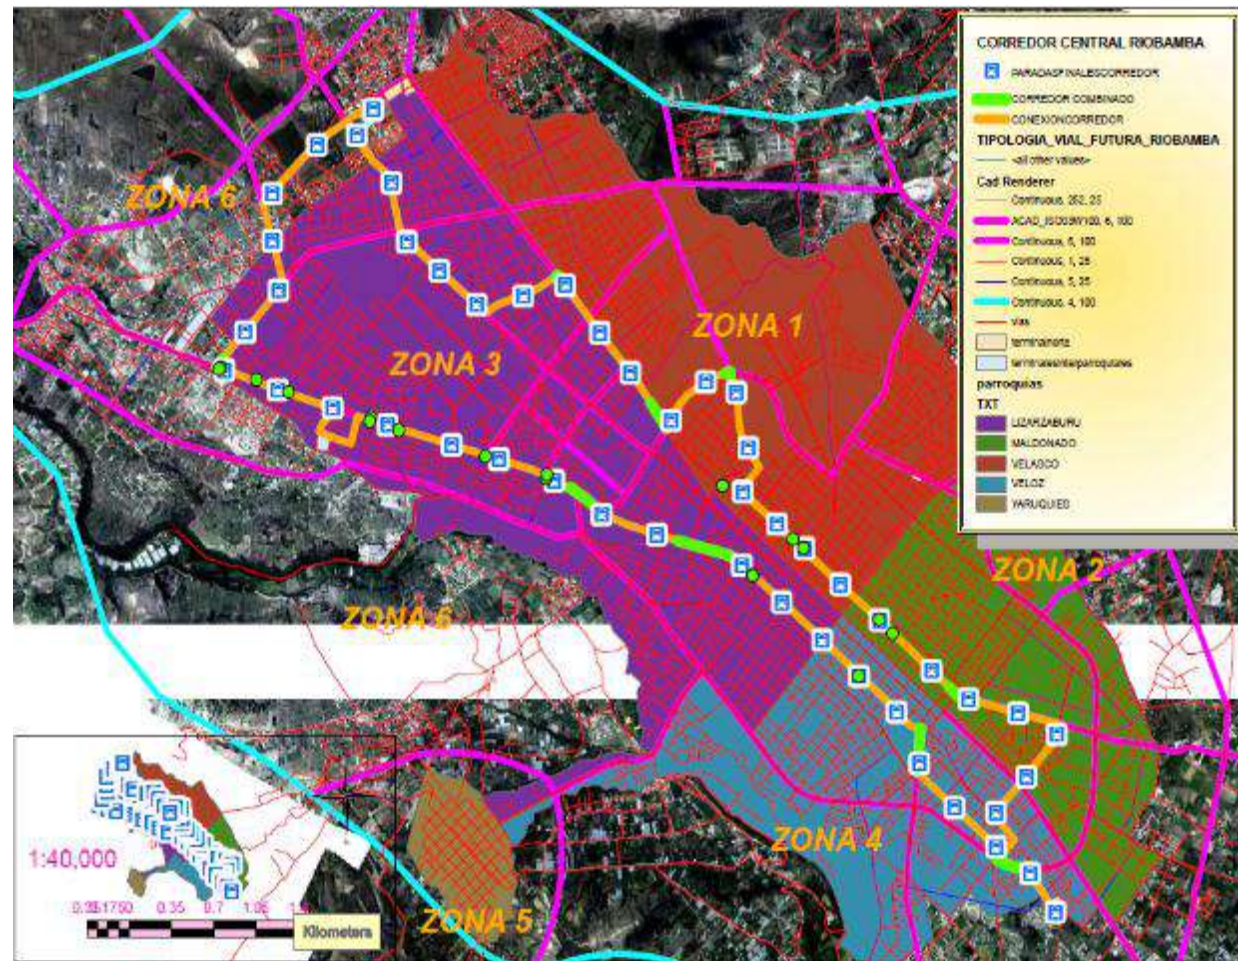 CORREDOR CENTRAL RIOBAMBA
PARADASFINALESCORREDOR
CORREDOR COMBINADO
CONEXIONCORREDOR
TIPOLOGIA_VIAL_FUTURA_RIOBAMBA
<all other values>
Cad Renderer
Continuous, 252, 25
Continuous, 6, 100
Continuous, 1, 25
Continuous, 5, 25
Continuous, 4, 100
vias
terminalnorte
terminalesinterparroquiales
parroquias
TXT
LIZARZABURU
MALDONADO
VELASCO
VELOZ
YARUQUIES
ZONA 6
ZONA 1
ZONA 3
ZONA 2
ZONA 6
ZONA 4
ZONA 5
1:40,000
0.35 0.7 1.05
Kilometers